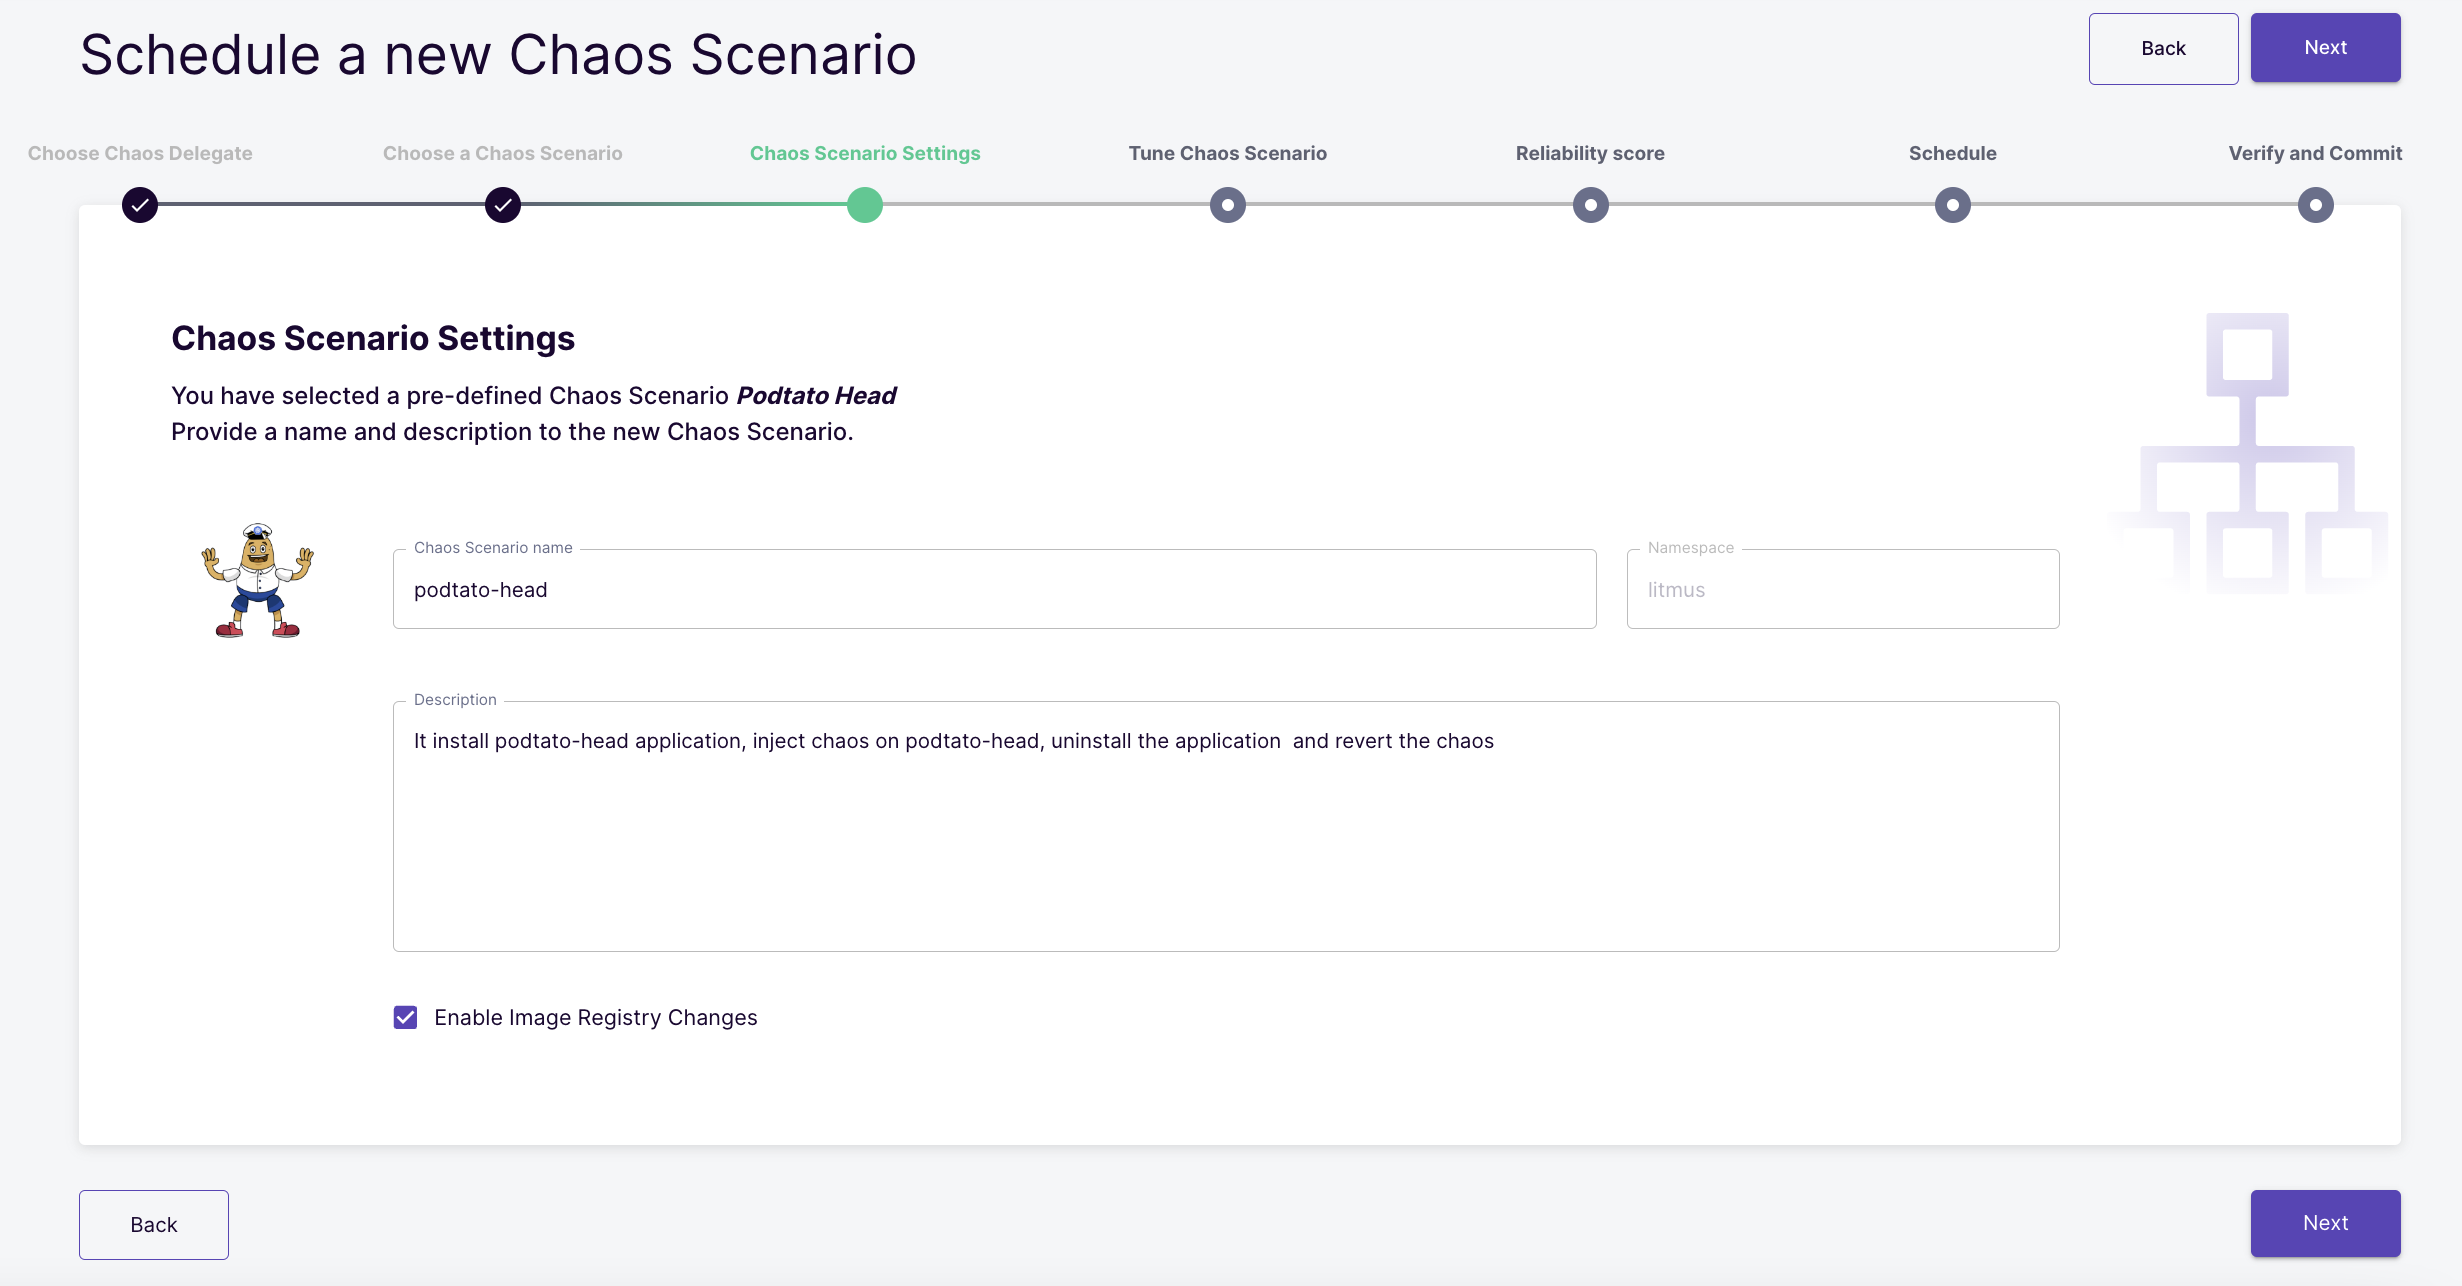 Schedule a new Chaos Scenario
Back
Next
Choose Chaos Delegate
Choose a Chaos Scenario
Chaos Scenario Settings
Tune Chaos Scenario
Reliability score
Schedule
Verify and Commit
Chaos Scenario Settings
You have selected a pre-defined Chaos Scenario Podtato Head
Provide a name and description to the new Chaos Scenario.
Chaos Scenario name
podtato-head
Namespace
litmus
Description
It install podtato-head application, inject chaos on podtato-head, uninstall the application  and revert the chaos
Enable Image Registry Changes
Back
Next